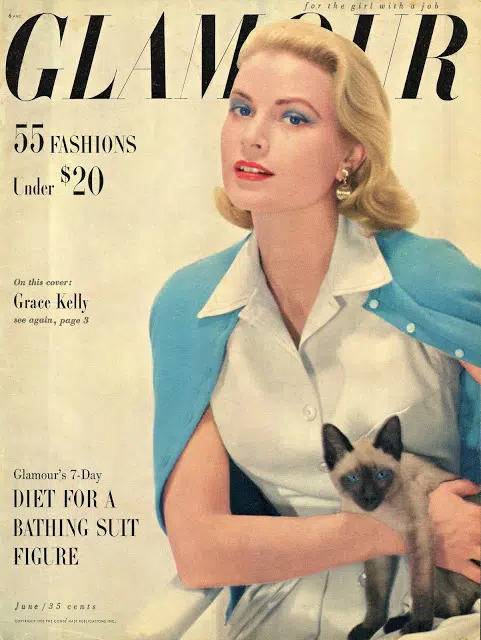 for the girl with a job
GLAMOUR
55 FASHIONS
Under $20
On this cover:
Grace Kelly
see again, page 3
Glamour's 7-Day
DIET FOR A
BATHING SUIT
FIGURE
June / 35 cents